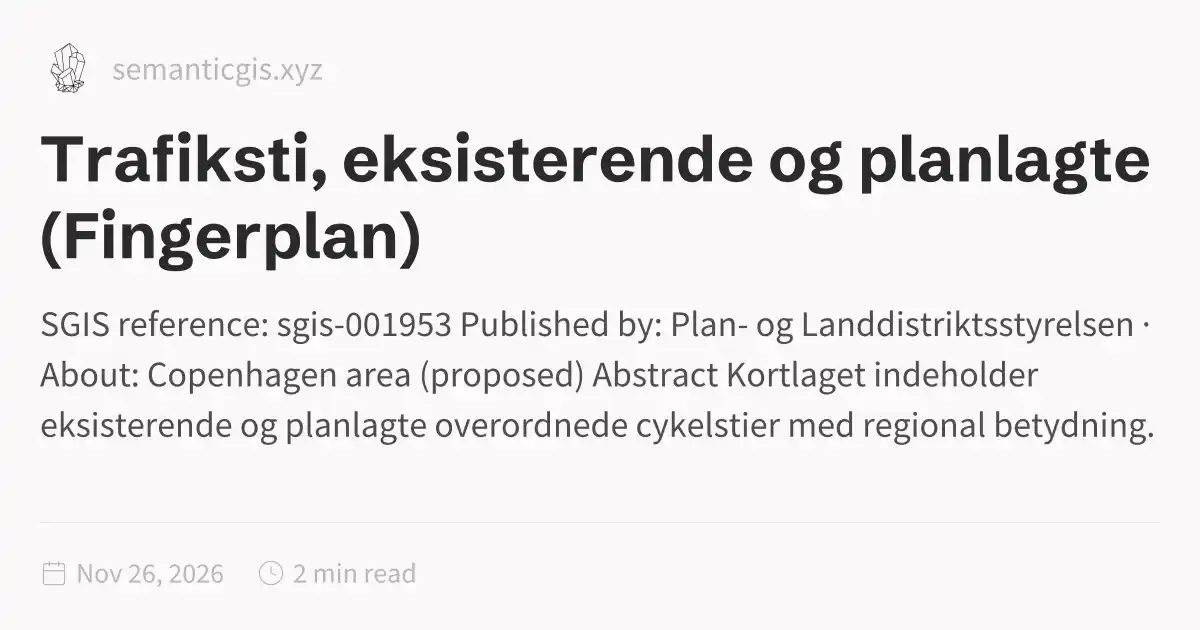 semanticgis.xyz
Trafiksti, eksisterende og planlagte
(Fingerplan)
SGIS reference: sgis-001953 Published by: Plan- og Landdistriktsstyrelsen ·
About: Copenhagen area (proposed) Abstract Kortlaget indeholder
eksisterende og planlagte overordnede cykelstier med regional betydning.
Nov 26, 2026 2 min read